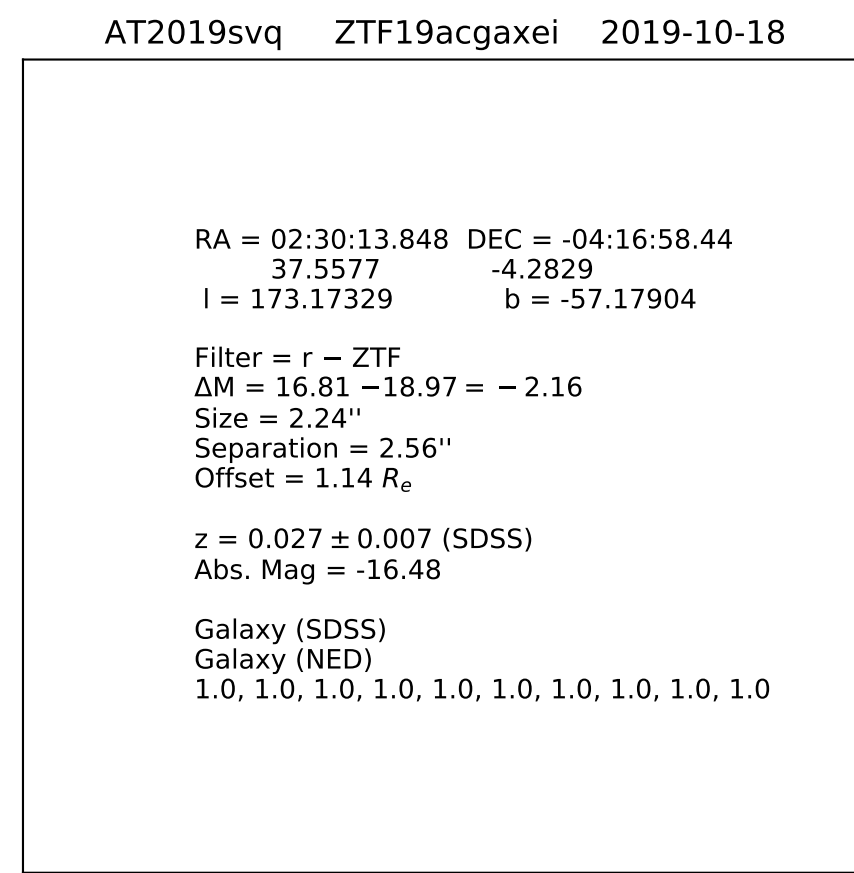 AT2019svq ZTF19acgaxei 2019-10-18
RA = 02:30:13.848 DEC = -04:16:58.44
37.5577 -4.2829
l = 173.17329 b = -57.17904
Filter = r − ZTF
ΔM = 16.81 −18.97 = − 2.16
Size = 2.24''
Separation = 2.56''
Offset = 1.14 Rₑ
z = 0.027 ± 0.007 (SDSS)
Abs. Mag = -16.48
Galaxy (SDSS)
Galaxy (NED)
1.0, 1.0, 1.0, 1.0, 1.0, 1.0, 1.0, 1.0, 1.0, 1.0